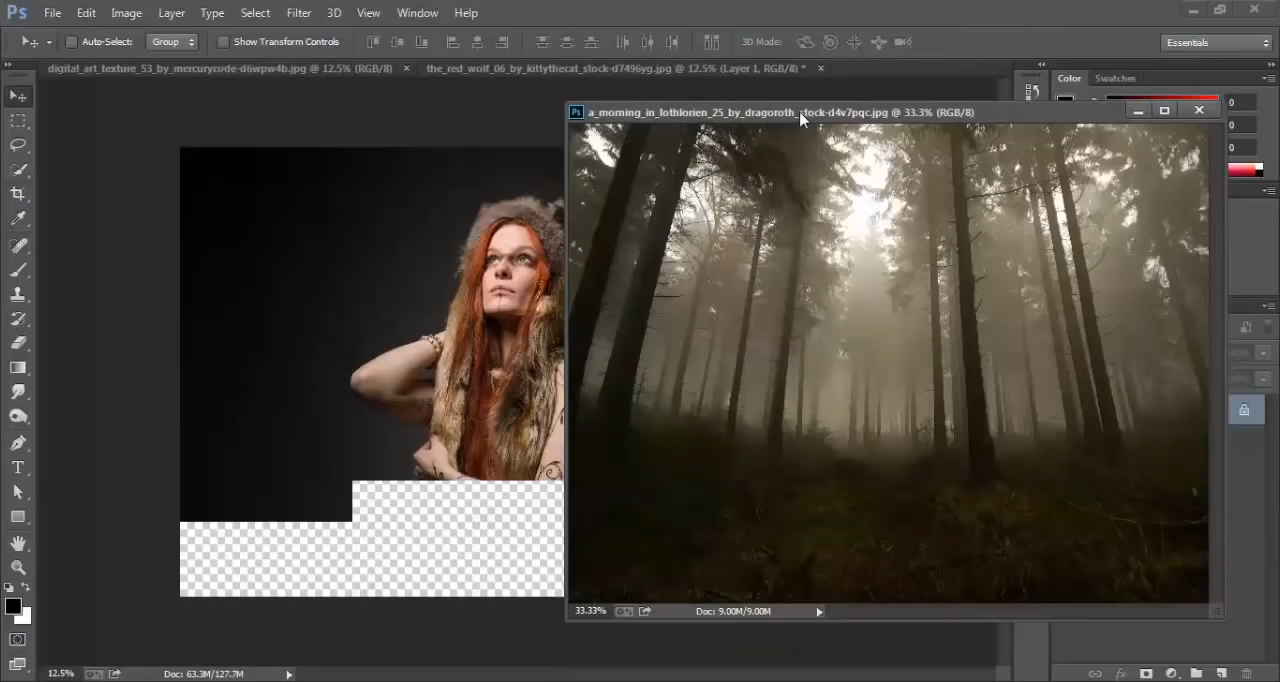 Ps File Edit Image Layer Type Select Filter 3D View Window Help
Auto-Select: Group Show Transform Controls 3D Mode: Essentials
digital_art_texture_53_by_mercurycode-d6wpw4b.jpg @ 12.5% (RGB/8) × the_red_wolf_06_by_kittythecat_stock-d7496yg.jpg @ 12.5% (Layer 1, RGB/8) * ×
Color Swatches
0
Ps a_morning_in_lothlorien_25_by_dragoroth_stock-d4v7pqc.jpg @ 33.3% (RGB/8)
0
0
T
33.33% Doc: 9.00M/9.00M
12.5% Doc: 63.3M/127.7M
fx